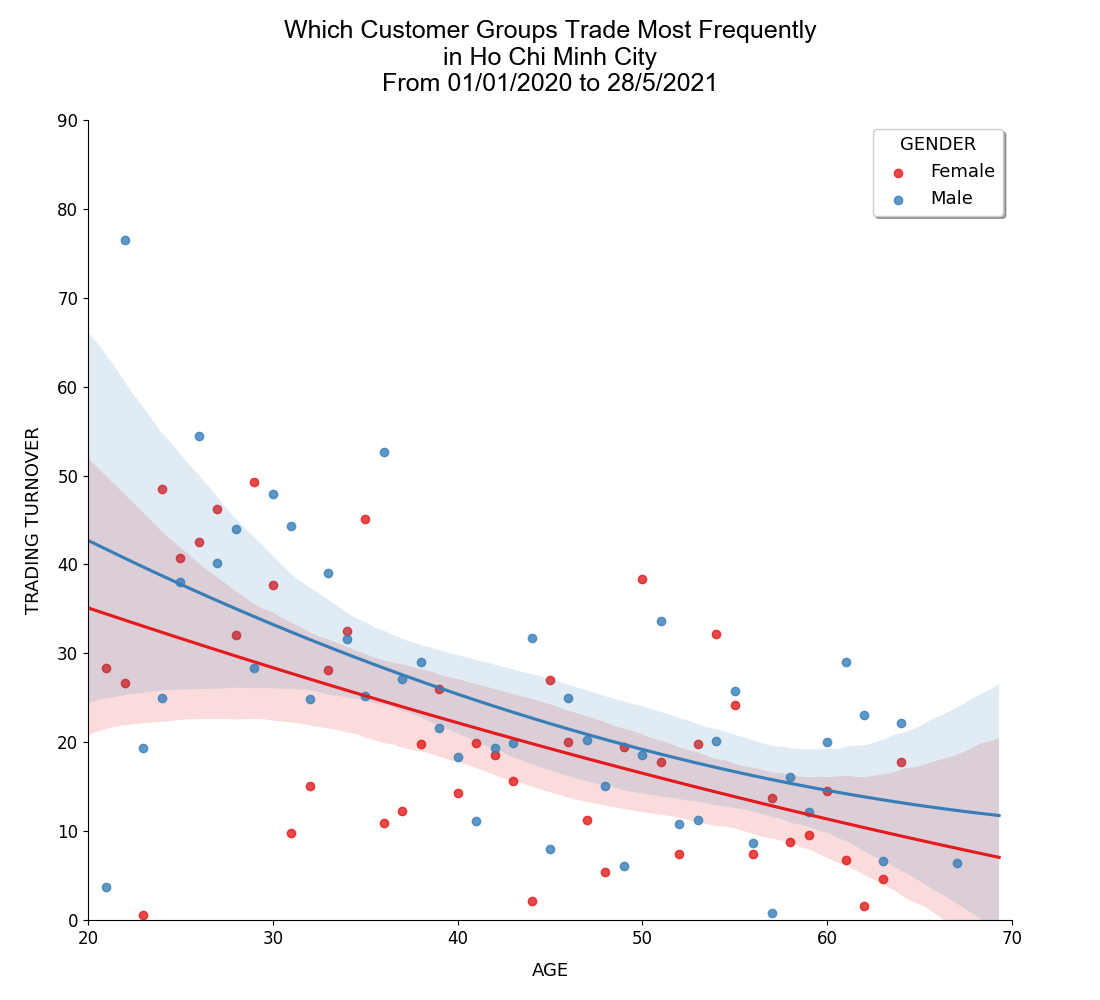 Which Customer Groups Trade Most Frequently
in Ho Chi Minh City
From 01/01/2020 to 28/5/2021
GENDER
Female
Male
TRADING TURNOVER
90
80
70
60
50
40
30
20
10
0
20 30 40 50 60 70
AGE